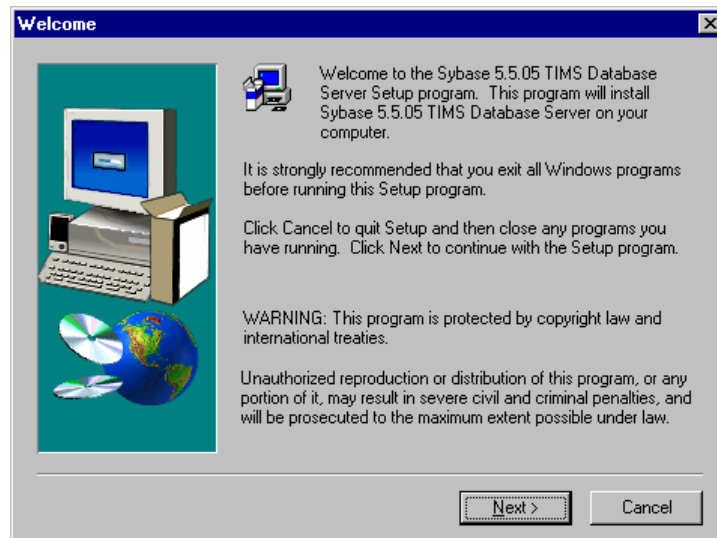 Welcome
Welcome to the Sybase 5.5.05 TIMS Database
Server Setup program. This program will install
Sybase 5.5.05 TIMS Database Server on your
computer.
It is strongly recommended that you exit all Windows programs
before running this Setup program.
Click Cancel to quit Setup and then close any programs you
have running. Click Next to continue with the Setup program.
WARNING: This program is protected by copyright law and
international treaties.
Unauthorized reproduction or distribution of this program, or any
portion of it, may result in severe civil and criminal penalties, and
will be prosecuted to the maximum extent possible under law.
Next >
Cancel